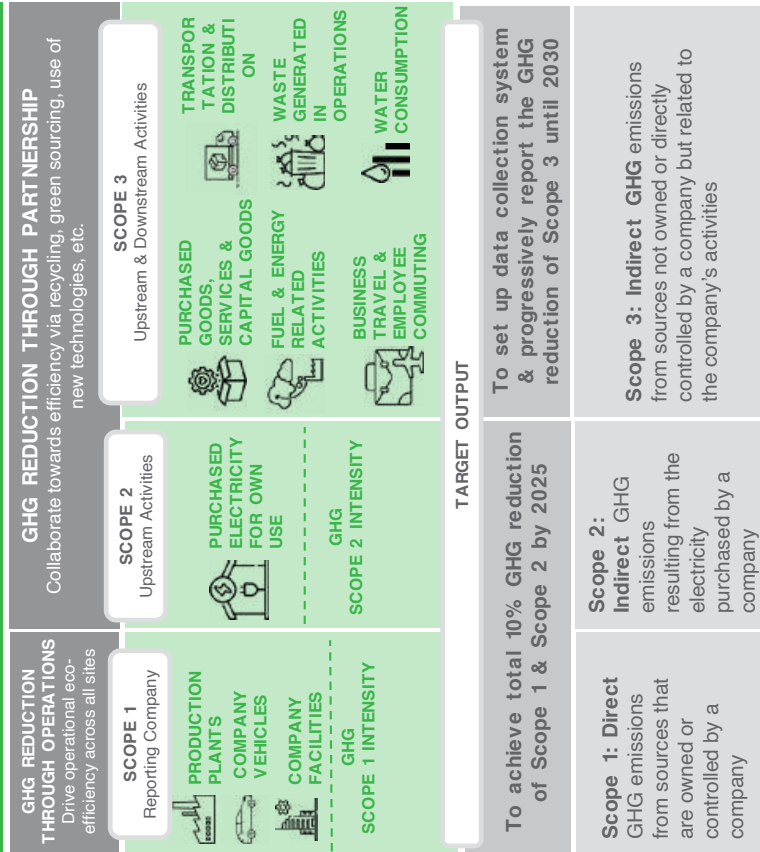 GHG REDUCTION
THROUGH OPERATIONS
Drive operational eco-
efficiency across all sites
GHG REDUCTION THROUGH PARTNERSHIP
Collaborate towards efficiency via recycling, green sourcing, use of
new technologies, etc.
SCOPE 1
Reporting Company
PRODUCTION
PLANTS
COMPANY
VEHICLES
COMPANY
FACILITIES
GHG
SCOPE 1 INTENSITY
SCOPE 2
Upstream Activities
PURCHASED
ELECTRICITY
FOR OWN
USE
GHG
SCOPE 2 INTENSITY
SCOPE 3
Upstream & Downstream Activities
PURCHASED
GOODS,
SERVICES &
CAPITAL GOODS
FUEL & ENERGY
RELATED
ACTIVITIES
BUSINESS
TRAVEL &
EMPLOYEE
COMMUTING
TRANSPOR
TATION &
DISTRIBUTI
ON
WASTE
GENERATED
IN
OPERATIONS
WATER
CONSUMPTION
TARGET OUTPUT
To achieve total 10% GHG reduction
of Scope 1 & Scope 2 by 2025
To set up data collection system
& progressively report the GHG
reduction of Scope 3 until 2030
Scope 1: Direct
GHG emissions
from sources that
are owned or
controlled by a
company
Scope 2:
Indirect GHG
emissions
resulting from the
electricity
purchased by a
company
Scope 3: Indirect GHG emissions
from sources not owned or directly
controlled by a company but related to
the company's activities